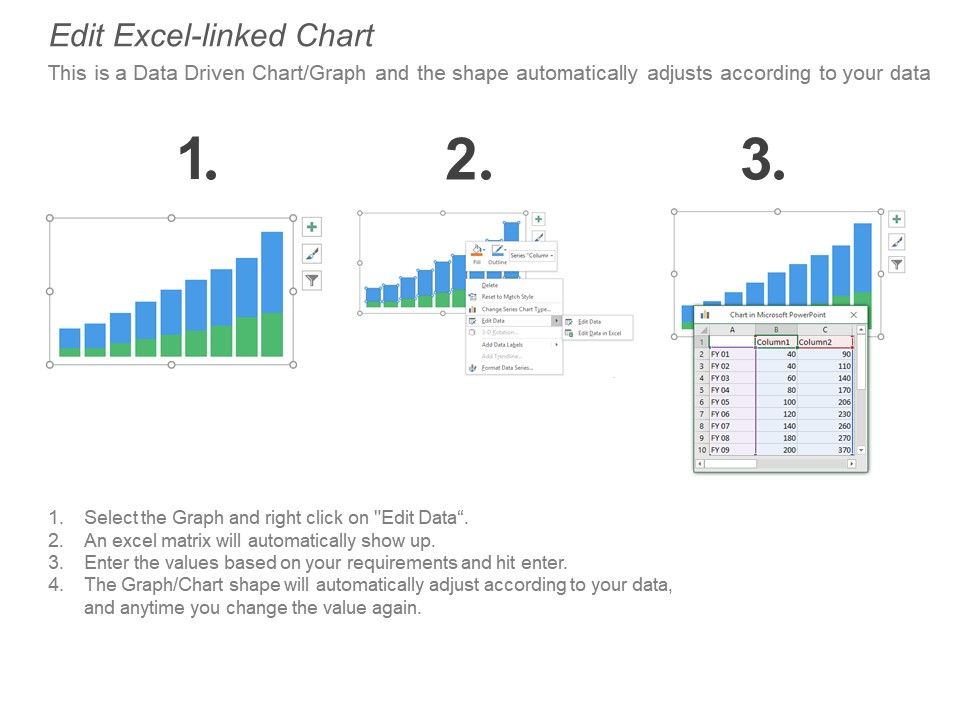 Edit Excel-linked Chart
This is a Data Driven Chart/Graph and the shape automatically adjusts according to your data
1.
2.
3.
Fill Outline Series "Column
Delete
Reset to Match Style
Change Series Chart Type...
Edit Data
3-D Rotation...
Add Data Labels
Add Trendline...
Format Data Series...
Edit Data
Edit Data in Excel
Chart in Microsoft PowerPoint
A B C
1 Column1 Column2
2 FY 01 40 90
3 FY 02 40 110
4 FY 03 60 140
5 FY 04 80 170
6 FY 05 100 206
7 FY 06 120 230
8 FY 07 140 260
9 FY 08 180 270
10 FY 09 200 370
1. Select the Graph and right click on "Edit Data“.
2. An excel matrix will automatically show up.
3. Enter the values based on your requirements and hit enter.
4. The Graph/Chart shape will automatically adjust according to your data,
and anytime you change the value again.